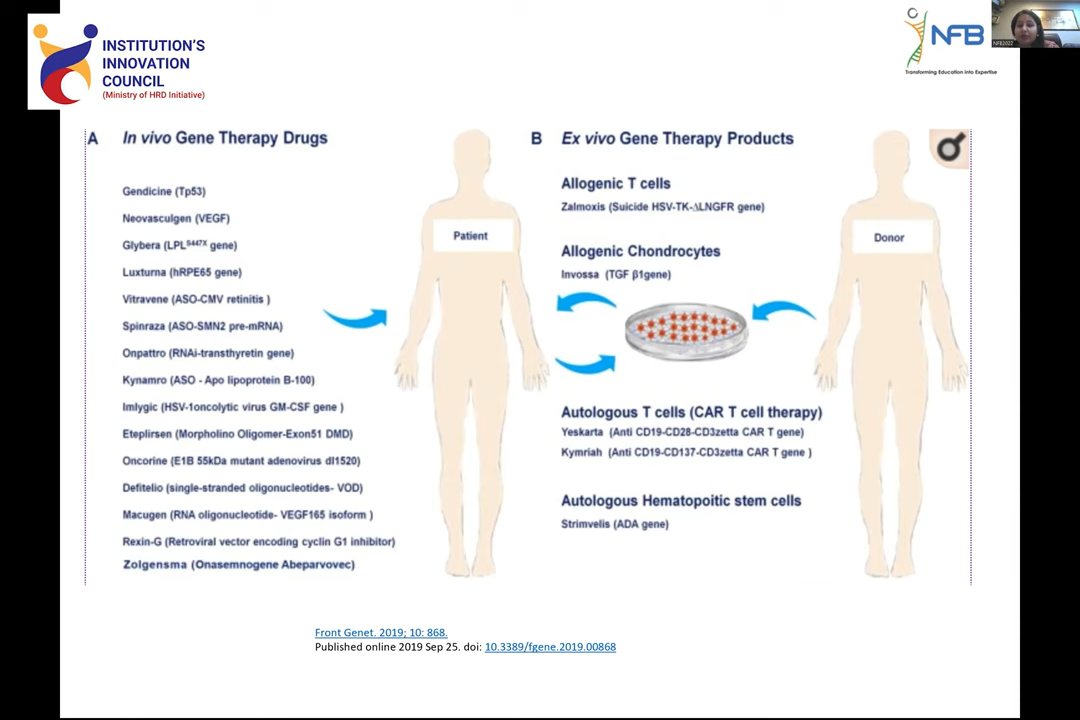 INSTITUTION'S
INNOVATION
COUNCIL
(Ministry of HRD Initiative)
NFB
Transforming Education into Expertise
NFB2022
A In vivo Gene Therapy Drugs
Gendicine (Tp53)
Neovasculgen (VEGF)
Glybera (LPLS447X gene)
Luxturna (hRPE65 gene)
Vitravene (ASO-CMV retinitis )
Spinraza (ASO-SMN2 pre-mRNA)
Onpattro (RNAi-transthyretin gene)
Kynamro (ASO - Apo lipoprotein B-100)
Imlygic (HSV-1oncolytic virus GM-CSF gene )
Eteplirsen (Morpholino Oligomer-Exon51 DMD)
Oncorine (E1B 55kDa mutant adenovirus dl1520)
Defitelio (single-stranded oligonucleotides- VOD)
Macugen (RNA oligonucleotide- VEGF165 isoform )
Rexin-G (Retroviral vector encoding cyclin G1 inhibitor)
Zolgensma (Onasemnogene Abeparvovec)
Patient
B Ex vivo Gene Therapy Products
Allogenic T cells
Zalmoxis (Suicide HSV-TK-ΔLNGFR gene)
Allogenic Chondrocytes
Invossa (TGF β1gene)
Autologous T cells (CAR T cell therapy)
Yeskarta (Anti CD19-CD28-CD3zetta CAR T gene)
Kymriah (Anti CD19-CD137-CD3zetta CAR T gene )
Autologous Hematopoitic stem cells
Strimvelis (ADA gene)
Donor
Front Genet. 2019; 10: 868.
Published online 2019 Sep 25. doi: 10.3389/fgene.2019.00868